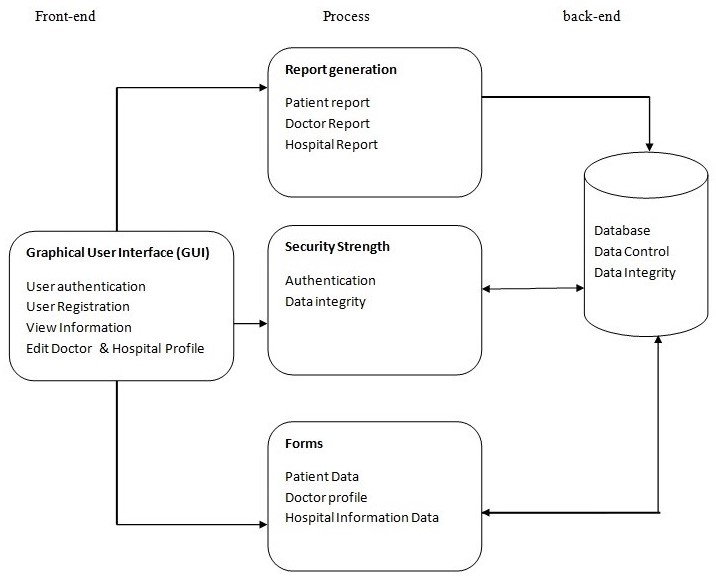 Front-end
Process
back-end
Report generation
Patient report
Doctor Report
Hospital Report
Graphical User Interface (GUI)
User authentication
User Registration
View Information
Edit Doctor & Hospital Profile
Security Strength
Authentication
Data integrity
Database
Data Control
Data Integrity
Forms
Patient Data
Doctor profile
Hospital Information Data